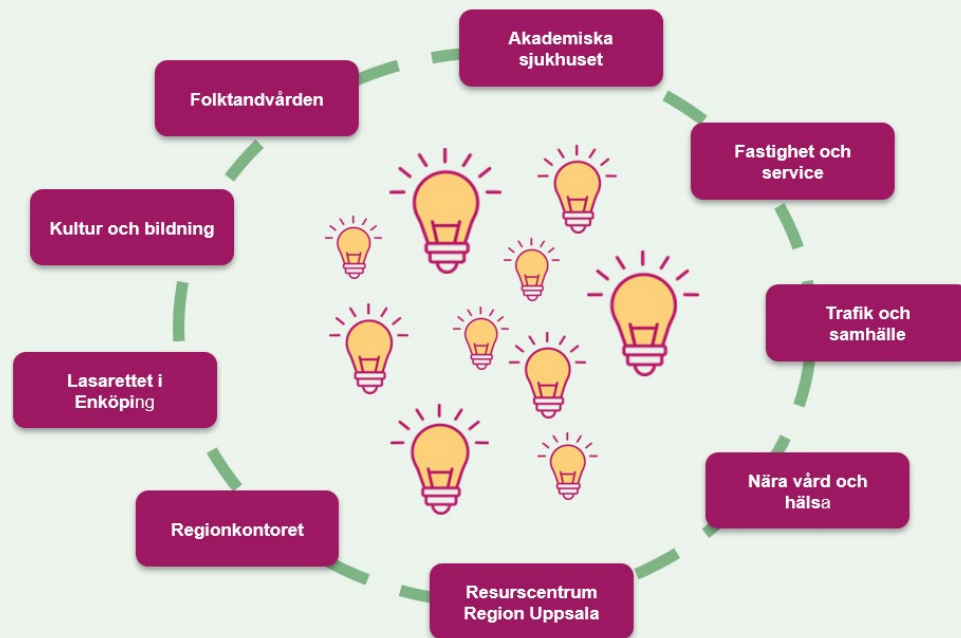 Akademiska
sjukhuset
Folktandvården
Fastighet och
service
Kultur och bildning
Trafik och
samhälle
Lasarettet i
Enköping
Nära vård och
hälsa
Regionkontoret
Resurscentrum
Region Uppsala